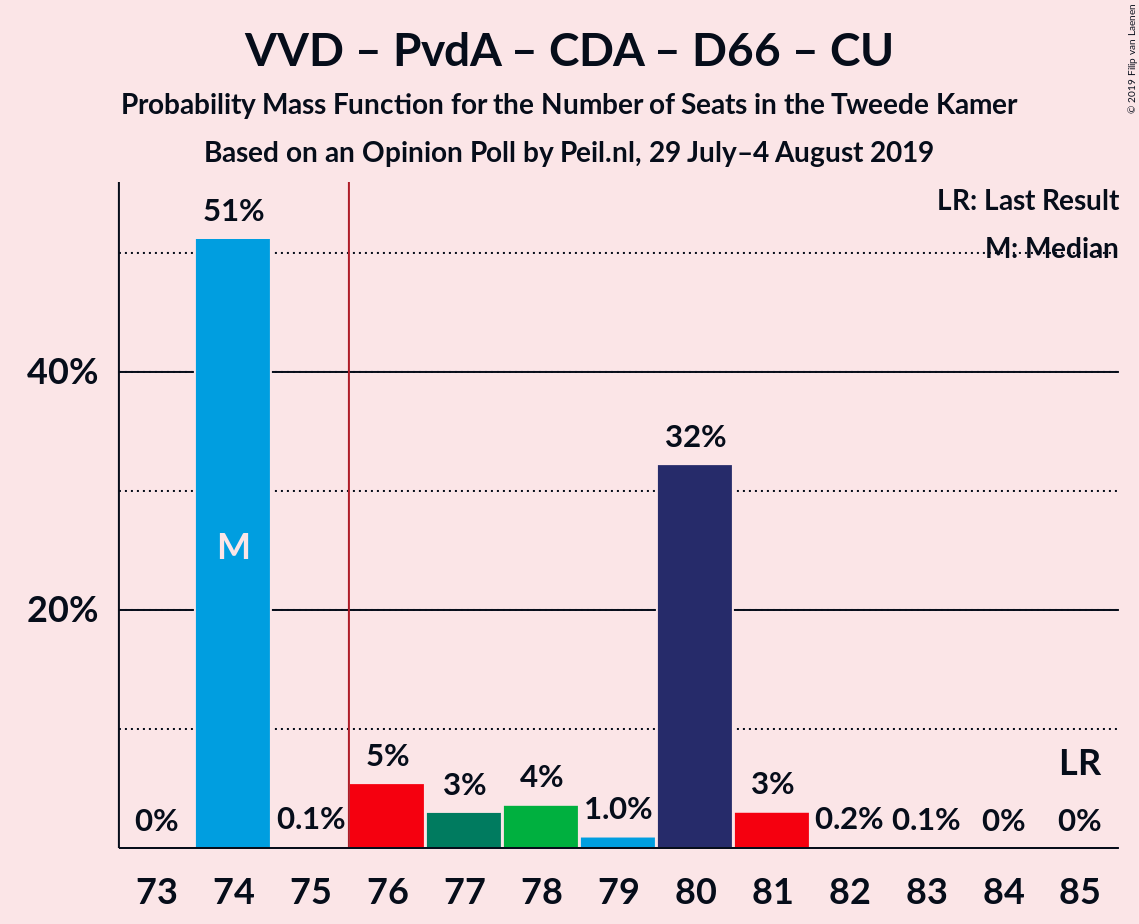 VVD – PvdA – CDA – D66 – CU
Probability Mass Function for the Number of Seats in the Tweede Kamer
Based on an Opinion Poll by Peil.nl, 29 July–4 August 2019
© 2019 Filip van Laenen
LR: Last Result
M: Median
40%
20%
0%
51%
M
0.1%
5%
3%
4%
1.0%
32%
3%
0.2%
0.1%
0%
LR
0%
73 74 75 76 77 78 79 80 81 82 83 84 85